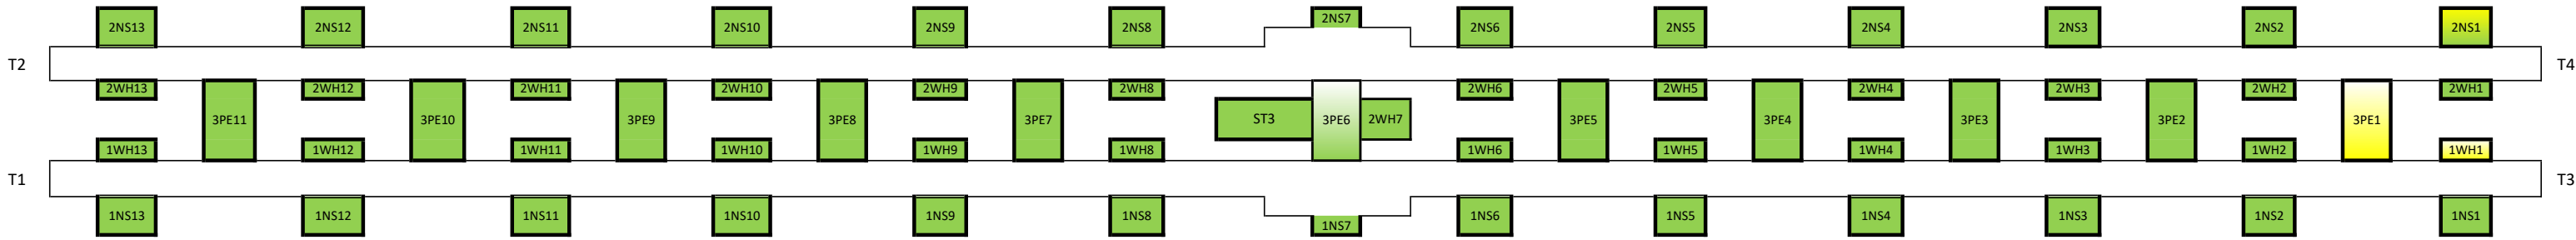 2NS13 2NS12 2NS11 2NS10 2NS9 2NS8 2NS7 2NS6 2NS5 2NS4 2NS3 2NS2 2NS1
T2 T4
2WH13 2WH12 2WH11 2WH10 2WH9 2WH8 2WH6 2WH5 2WH4 2WH3 2WH2 2WH1
3PE11 3PE10 3PE9 3PE8 3PE7 ST3 3PE6 2WH7 3PE5 3PE4 3PE3 3PE2 3PE1
1WH13 1WH12 1WH11 1WH10 1WH9 1WH8 1WH6 1WH5 1WH4 1WH3 1WH2 1WH1
T1 T3
1NS13 1NS12 1NS11 1NS10 1NS9 1NS8 1NS7 1NS6 1NS5 1NS4 1NS3 1NS2 1NS1